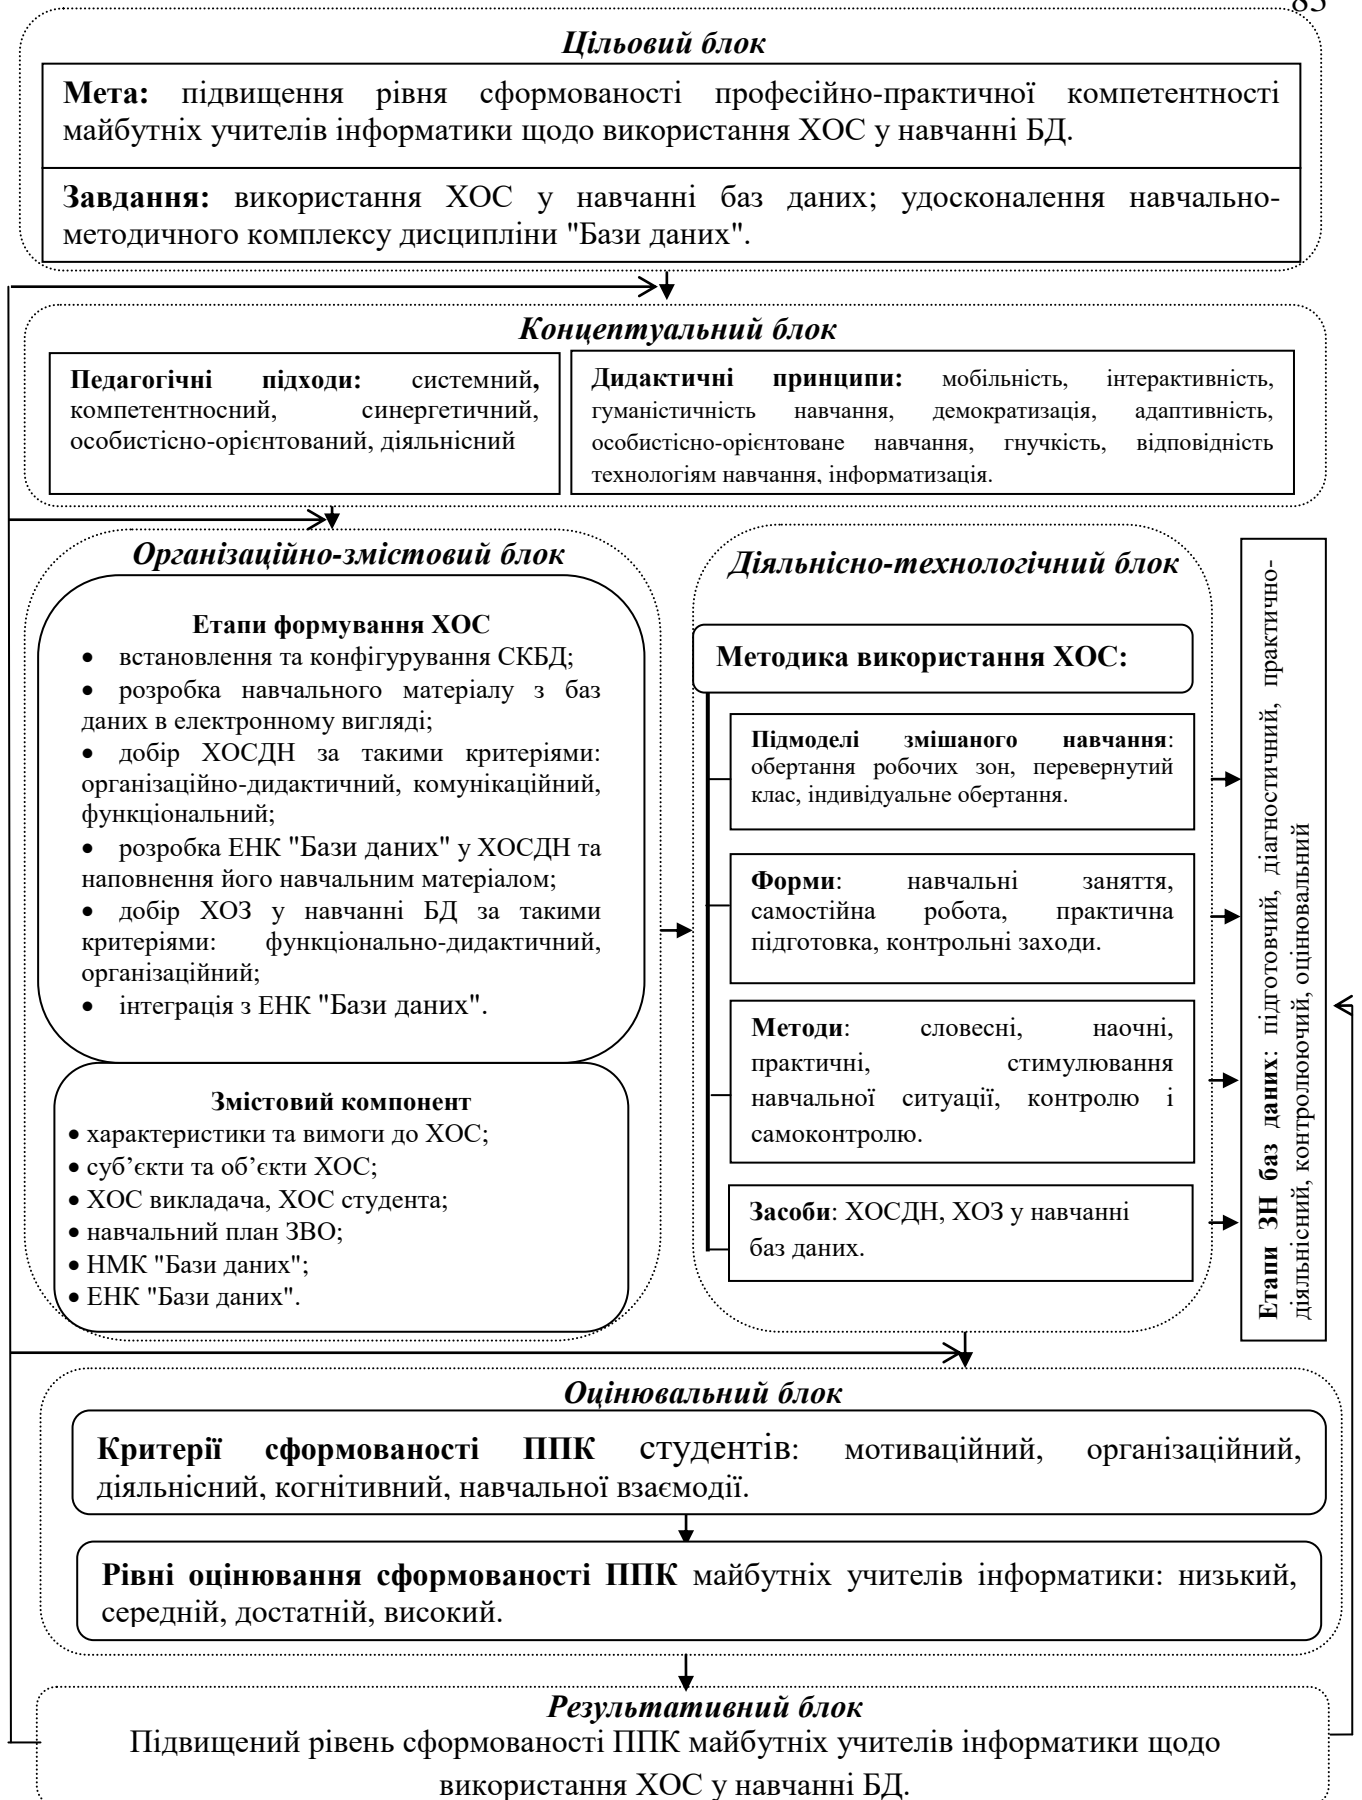 85
Цільовий блок
Мета: підвищення рівня сформованості професійно-практичної компетентності
майбутніх учителів інформатики щодо використання ХОС у навчанні БД.
Завдання: використання ХОС у навчанні баз даних; удосконалення навчально-
методичного комплексу дисципліни "Бази даних".
Концептуальний блок
Педагогічні підходи: системний,
компетентносний, синергетичний,
особистісно-орієнтований, діяльнісний
Дидактичні принципи: мобільність, інтерактивність,
гуманістичність навчання, демократизація, адаптивність,
особистісно-орієнтоване навчання, гнучкість, відповідність
технологіям навчання, інформатизація.
Організаційно-змістовий блок
Етапи формування ХОС
• встановлення та конфігурування СКБД;
• розробка навчального матеріалу з баз
даних в електронному вигляді;
• добір ХОСДН за такими критеріями:
організаційно-дидактичний, комунікаційний,
функціональний;
• розробка ЕНК "Бази даних" у ХОСДН та
наповнення його навчальним матеріалом;
• добір ХОЗ у навчанні БД за такими
критеріями: функціонально-дидактичний,
організаційний;
• інтеграція з ЕНК "Бази даних".
Змістовий компонент
• характеристики та вимоги до ХОС;
• суб’єкти та об’єкти ХОС;
• ХОС викладача, ХОС студента;
• навчальний план ЗВО;
• НМК "Бази даних";
• ЕНК "Бази даних".
Діяльнісно-технологічний блок
Методика використання ХОС:
Підмоделі змішаного навчання:
обертання робочих зон, перевернутий
клас, індивідуальне обертання.
Форми: навчальні заняття,
самостійна робота, практична
підготовка, контрольні заходи.
Методи: словесні, наочні,
практичні, стимулювання
навчальної ситуації, контролю і
самоконтролю.
Засоби: ХОСДН, ХОЗ у навчанні
баз даних.
Етапи ЗН баз даних: підготовчий, діагностичний, практично-
діяльнісний, контролюючий, оцінювальний
Оцінювальний блок
Критерії сформованості ППК студентів: мотиваційний, організаційний,
діяльнісний, когнітивний, навчальної взаємодії.
Рівні оцінювання сформованості ППК майбутніх учителів інформатики: низький,
середній, достатній, високий.
Результативний блок
Підвищений рівень сформованості ППК майбутніх учителів інформатики щодо
використання ХОС у навчанні БД.